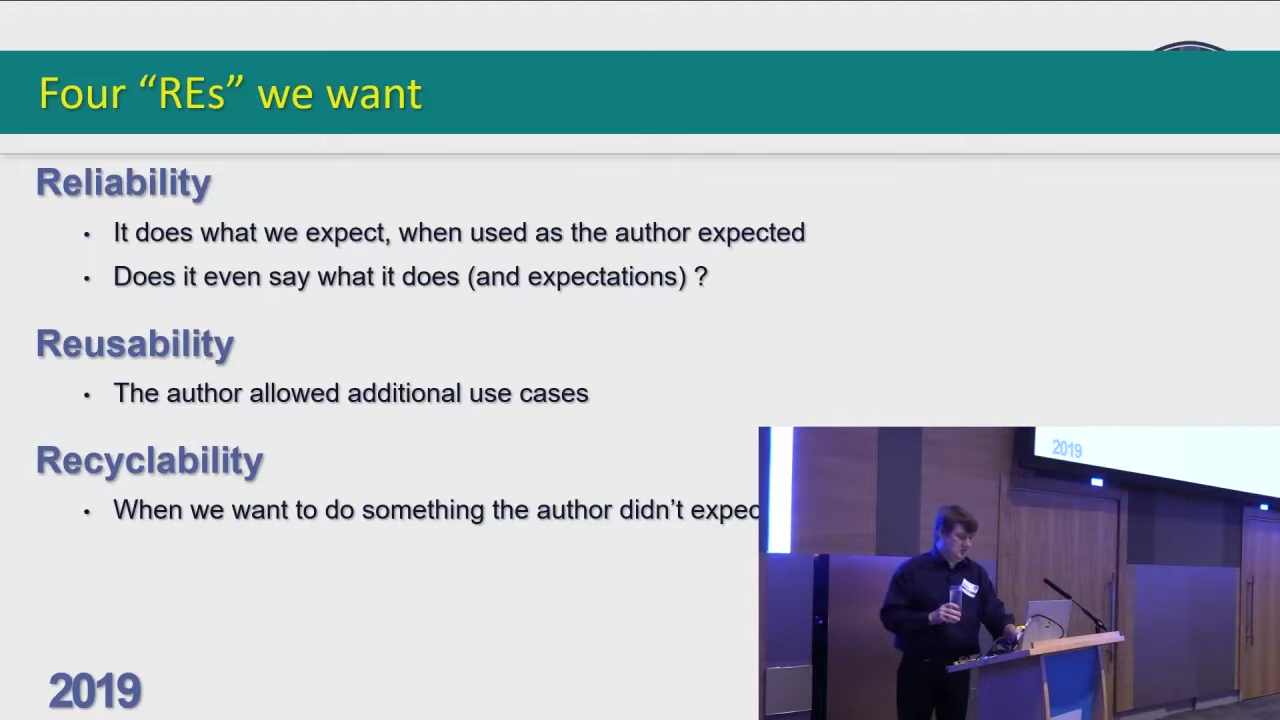 Four “REs” we want
Reliability
• It does what we expect, when used as the author expected
• Does it even say what it does (and expectations) ?
Reusability
• The author allowed additional use cases
Recyclability
• When we want to do something the author didn’t expec
2019
2019